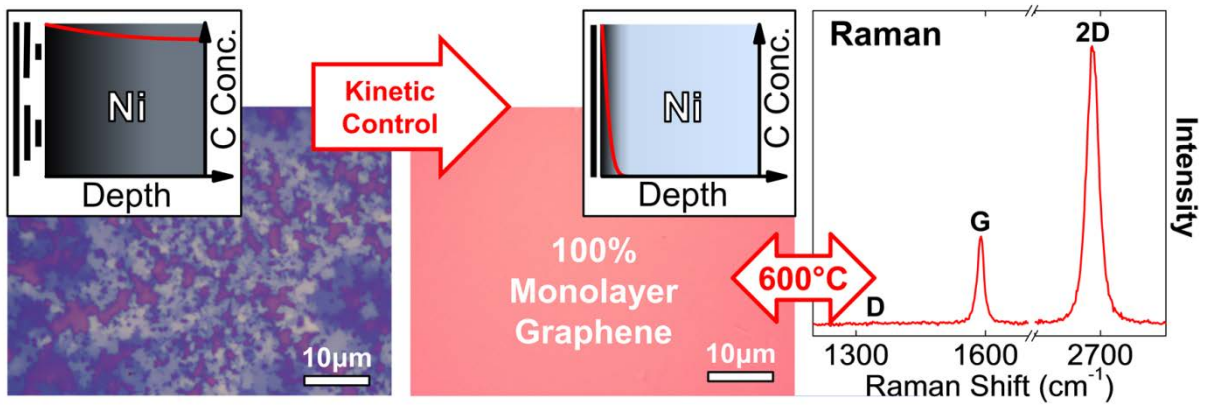 Ni
C Conc.
Depth
10µm
Kinetic
Control
Ni
C Conc.
Depth
100%
Monolayer
Graphene
10µm
600°C
Raman
2D
G
D
Intensity
1300
1600
2700
Raman Shift (cm⁻¹)